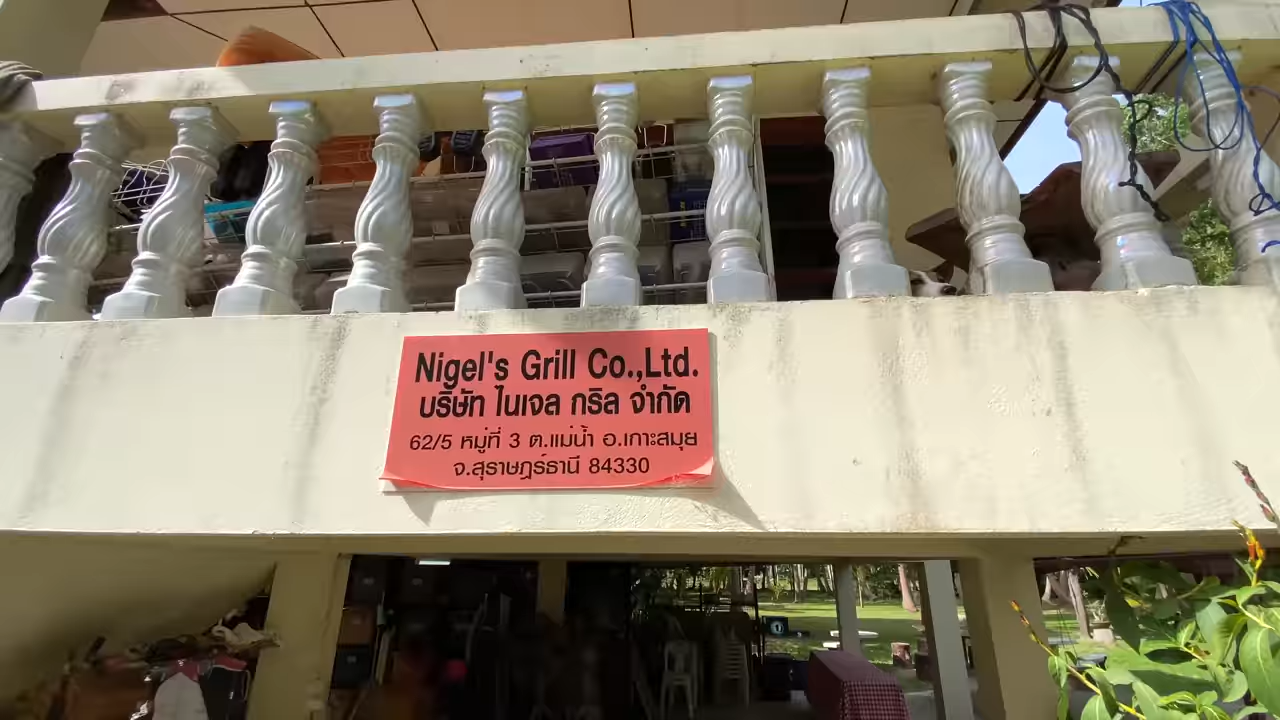 Nigel's Grill Co.,Ltd.
บริษัท ไนเจล กริล จำกัด
62/5 หมู่ที่ 3 ต.แม่น้ำ อ.เกาะสมุย
จ.สุราษฎร์ธานี 84330